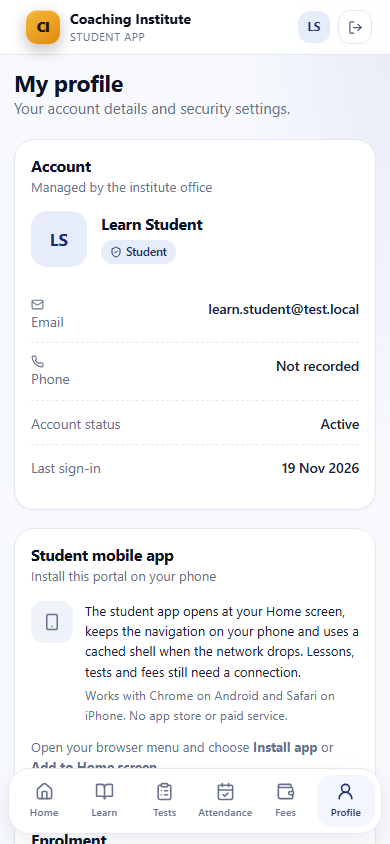 CI
Coaching Institute
STUDENT APP
LS
My profile
Your account details and security settings.
Account
Managed by the institute office
LS
Learn Student
Student
Email
learn.student@test.local
Phone
Not recorded
Account status
Active
Last sign-in
19 Nov 2026
Student mobile app
Install this portal on your phone
The student app opens at your Home screen,
keeps the navigation on your phone and uses a
cached shell when the network drops. Lessons,
tests and fees still need a connection.
Works with Chrome on Android and Safari on
iPhone. No app store or paid service.
Open your browser menu and choose Install app or
Add to Home screen
Home
Learn
Tests
Attendance
Fees
Profile
Enrolment